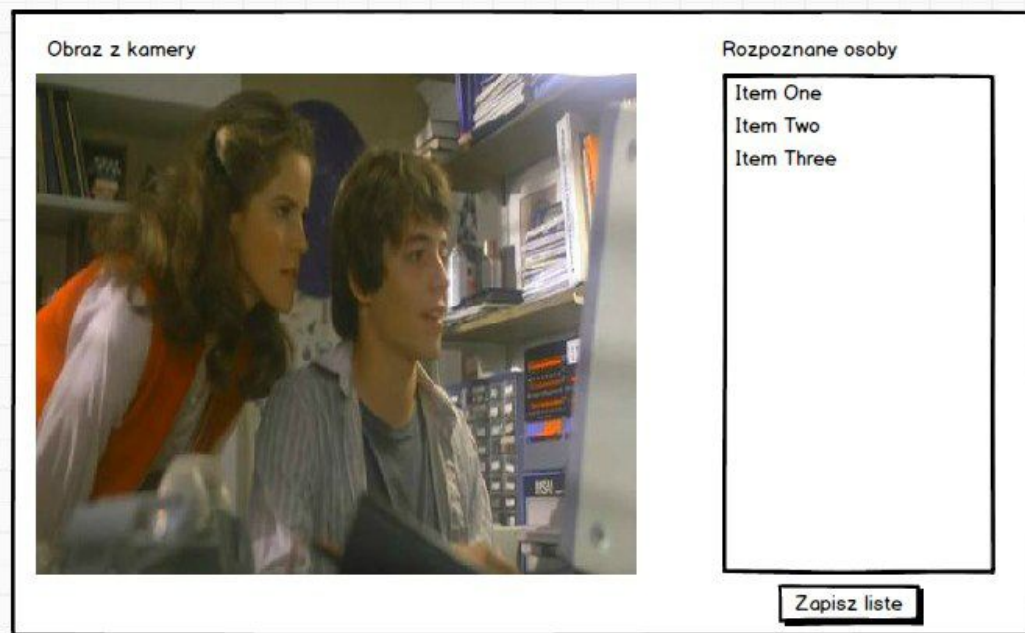 Obraz z kamery
Rozpoznane osoby
Item One
Item Two
Item Three
Zapisz liste